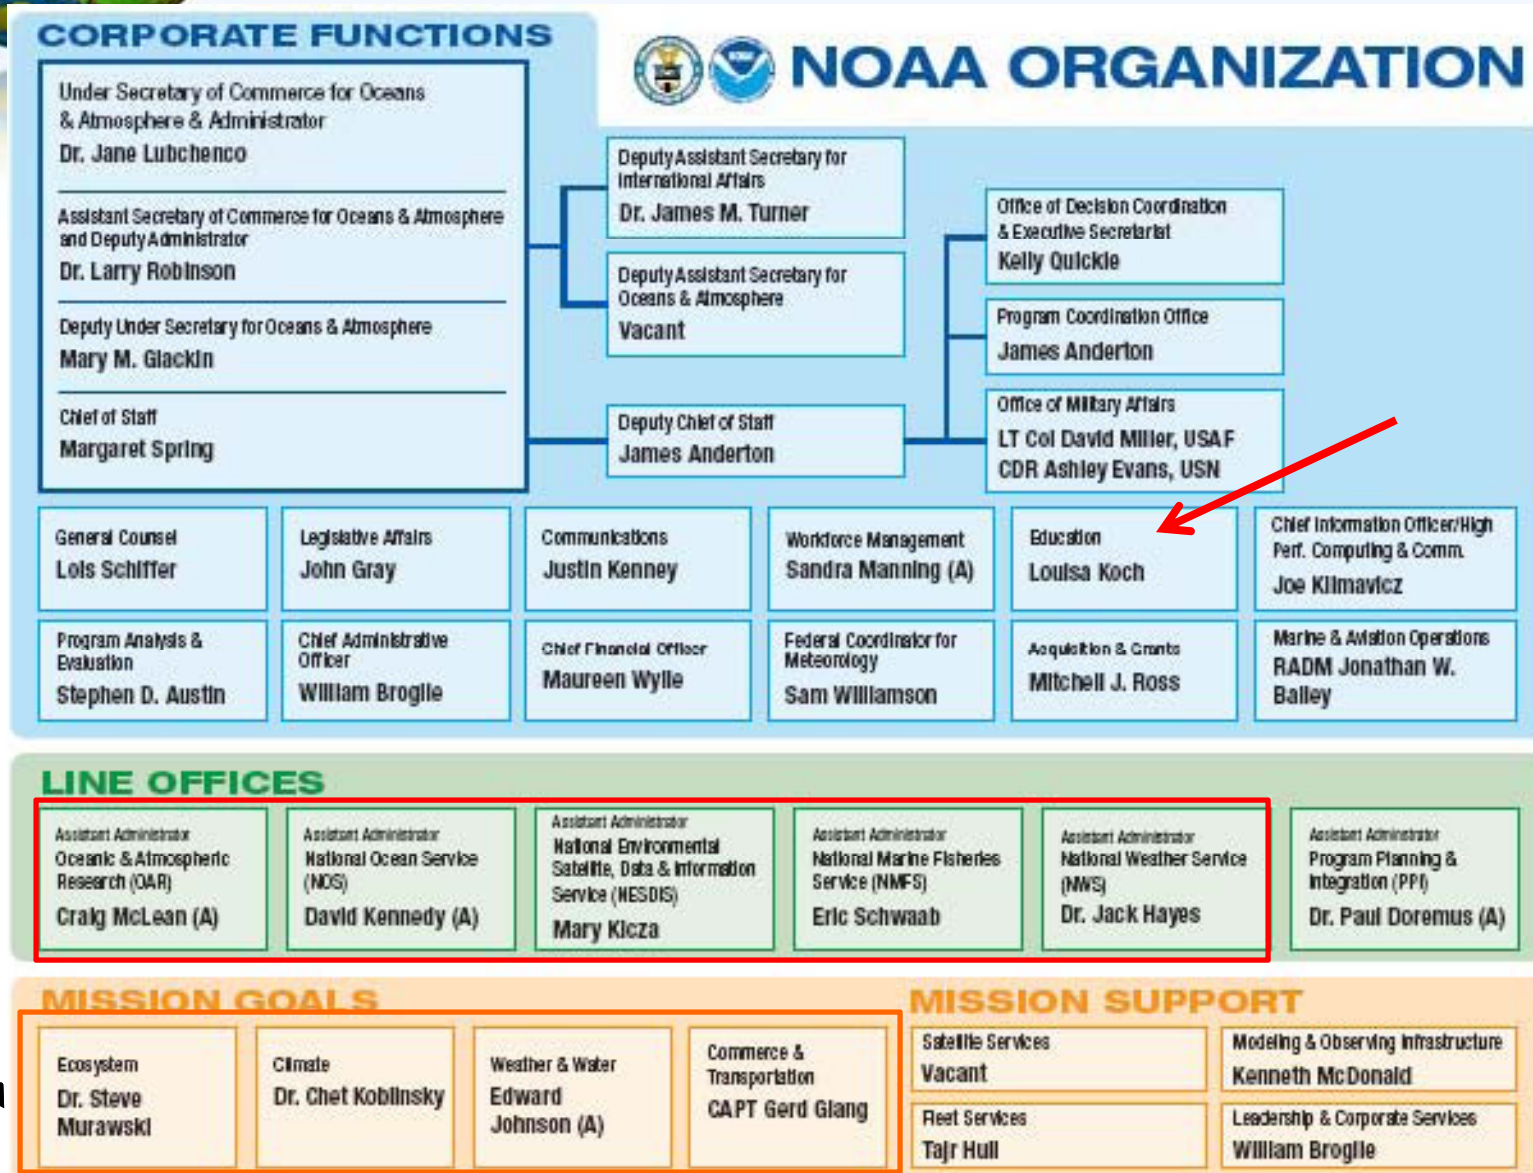 CORPORATE FUNCTIONS
NOAA ORGANIZATION
Under Secretary of Commerce for Oceans
& Atmosphere & Administrator
Dr. Jane Lubchenco
Assistant Secretary of Commerce for Oceans & Atmosphere
and Deputy Administrator
Dr. Larry Robinson
Deputy Under Secretary for Oceans & Atmosphere
Mary M. Glackin
Chief of Staff
Margaret Spring
Deputy Assistant Secretary for
International Affairs
Dr. James M. Turner
Deputy Assistant Secretary for
Oceans & Atmosphere
Vacant
Deputy Chief of Staff
James Anderton
Office of Decision Coordination
& Executive Secretariat
Kelly Quickle
Program Coordination Office
James Anderton
Office of Military Affairs
LT Col David Miller, USAF
CDR Ashley Evans, USN
General Counsel
Lois Schiffer
Legislative Affairs
John Gray
Communications
Justin Kenney
Workforce Management
Sandra Manning (A)
Education
Louisa Koch
Chief Information Officer/High
Perf. Computing & Comm.
Joe Klimavicz
Program Analysis &
Evaluation
Stephen D. Austin
Chief Administrative
Officer
William Broglie
Chief Financial Officer
Maureen Wylie
Federal Coordinator for
Meteorology
Sam Williamson
Acquisition & Grants
Mitchell J. Ross
Marine & Aviation Operations
RADM Jonathan W.
Bailey
LINE OFFICES
Assistant Administrator
Oceanic & Atmospheric
Research (OAR)
Craig McLean (A)
Assistant Administrator
National Ocean Service
(NOS)
David Kennedy (A)
Assistant Administrator
National Environmental
Satellite, Data & Information
Service (NESDIS)
Mary Kicza
Assistant Administrator
National Marine Fisheries
Service (NMFS)
Eric Schwaab
Assistant Administrator
National Weather Service
(NWS)
Dr. Jack Hayes
Assistant Administrator
Program Planning &
Integration (PPI)
Dr. Paul Doremus (A)
MISSION GOALS
Ecosystem
Dr. Steve
Murawski
Climate
Dr. Chet Koblinsky
Weather & Water
Edward
Johnson (A)
Commerce &
Transportation
CAPT Gerd Glang
MISSION SUPPORT
Satellite Services
Vacant
Modeling & Observing Infrastructure
Kenneth McDonald
Fleet Services
Tajr Hull
Leadership & Corporate Services
William Broglie